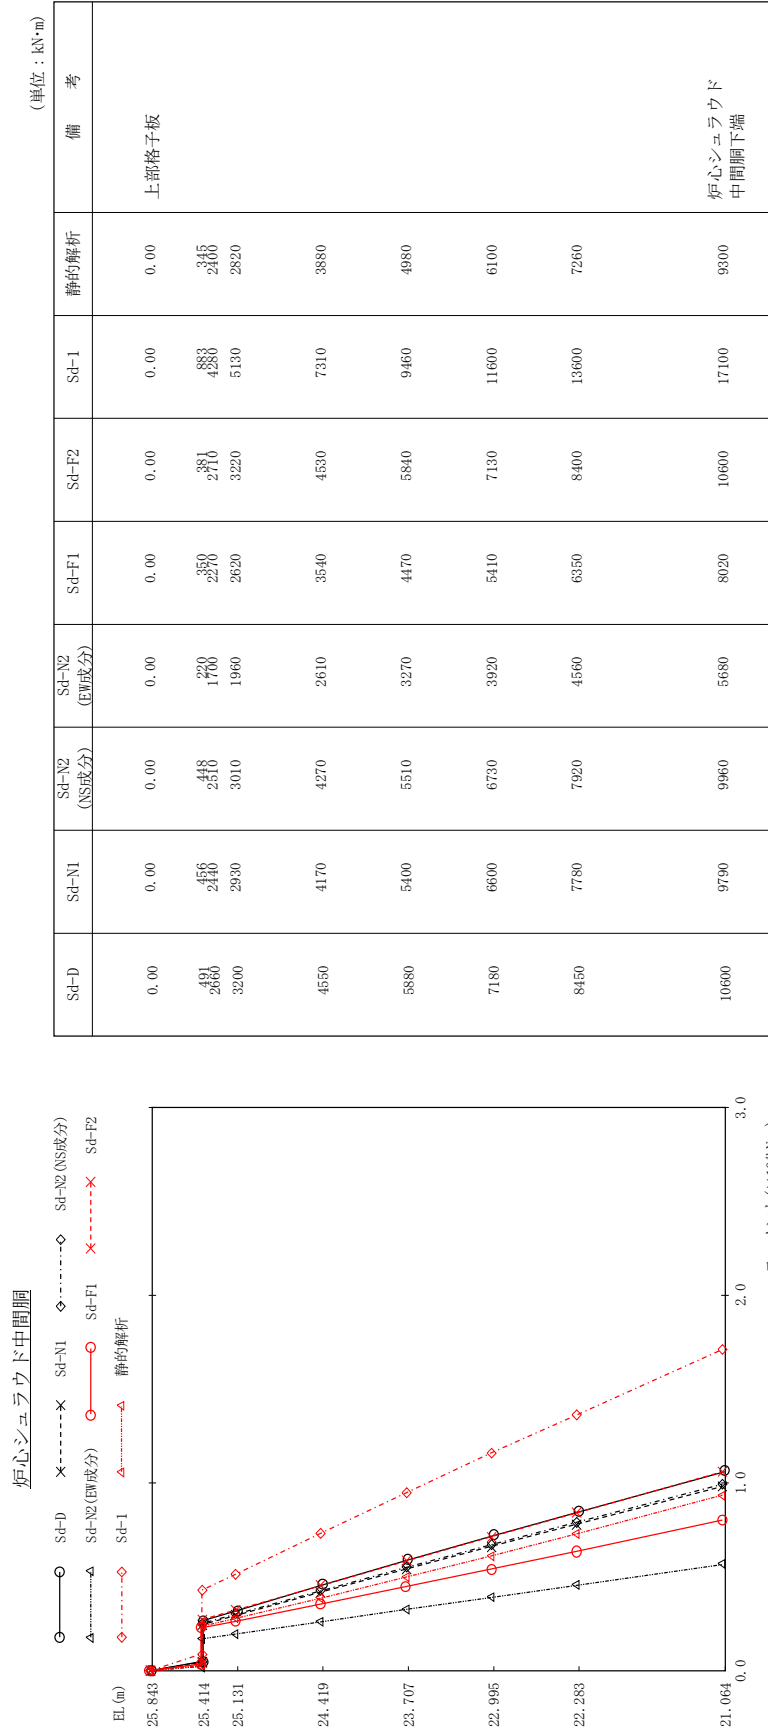 炉心シュラウド中間胴
Sd-D Sd-N1 Sd-N2(NS成分)
Sd-N2(EW成分) Sd-F1 Sd-F2
Sd-1 静的解析
EL(m)
25.843
25.414
25.131
24.419
23.707
22.995
22.283
21.064
0.0 1.0 2.0 3.0
(単位：kN・m)
Sd-D Sd-N1 Sd-N2 (NS成分) Sd-N2 (EW成分) Sd-F1 Sd-F2 Sd-1 静的解析 備 考
0.00 0.00 0.00 0.00 0.00 0.00 0.00 0.00 上部格子板
491 456 448 220 350 381 883 345
2660 2440 2510 1700 2270 2710 4280 2400
3200 2930 3010 1960 2620 3220 5130 2820
4550 4170 4270 2610 3540 4530 7310 3880
5880 5400 5510 3270 4470 5840 9460 4980
7180 6600 6730 3920 5410 7130 11600 6100
8450 7780 7920 4560 6350 8400 13600 7260
10600 9790 9960 5680 8020 10600 17100 9300 炉心シュラウド
中間胴下端